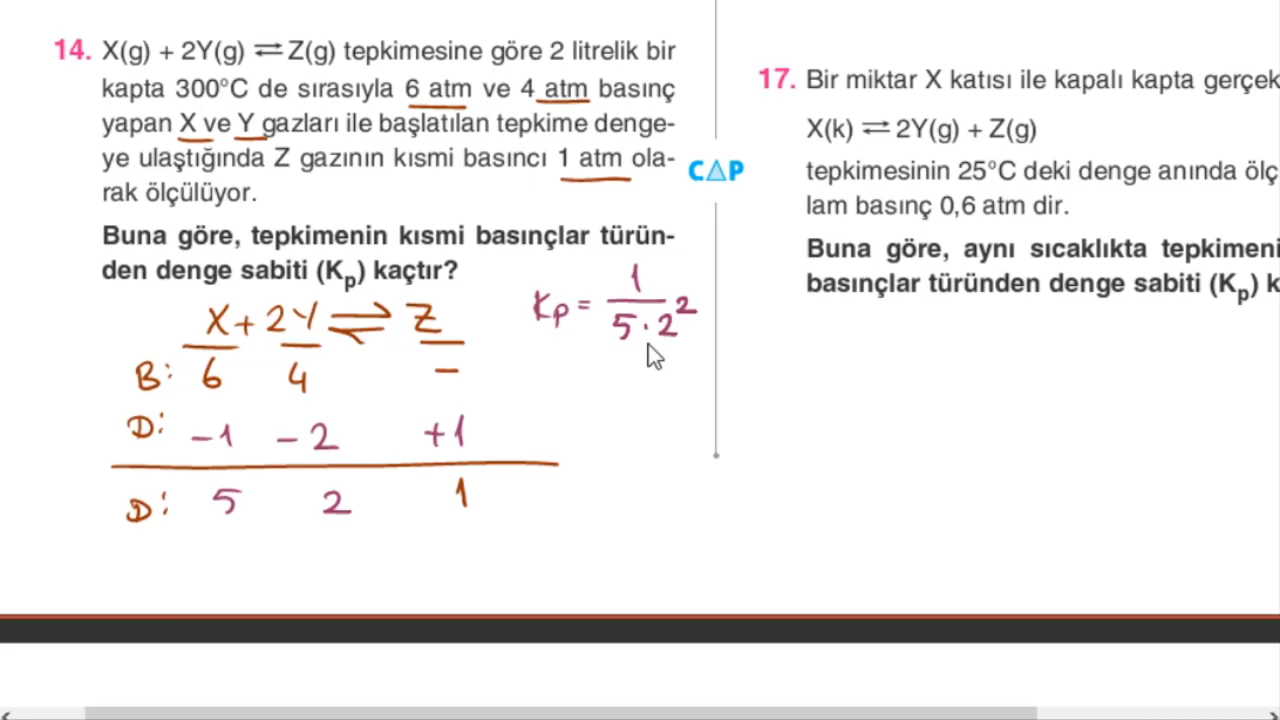 14. X(g) + 2Y(g) ⇌ Z(g) tepkimesine göre 2 litrelik bir
kapta 300°C de sırasıyla 6 atm ve 4 atm basınç
yapan X ve Y gazları ile başlatılan tepkime denge-
ye ulaştığında Z gazının kısmi basıncı 1 atm ola-
rak ölçülüyor.
Buna göre, tepkimenin kısmi basınçlar türün-
den denge sabiti (Kp) kaçtır?
X + 2Y ⇌ Z
B: 6 4 -
D: -1 -2 +1
D: 5 2 1
Kp = 1
5.2²
CAP
17. Bir miktar X katısı ile kapalı kapta gerçek
X(k) ⇌ 2Y(g) + Z(g)
tepkimesinin 25°C deki denge anında ölç
lam basınç 0,6 atm dir.
Buna göre, aynı sıcaklıkta tepkimeni
basınçlar türünden denge sabiti (Kp) k